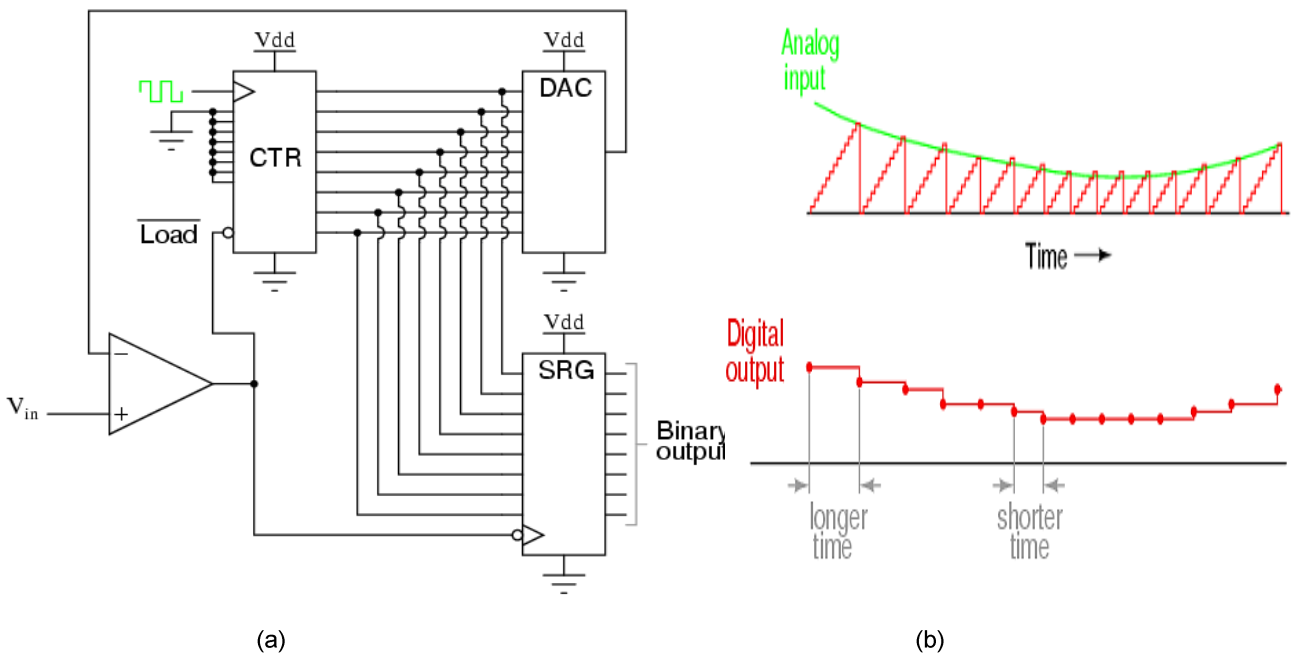 Vdd
Vdd
DAC
CTR
Load
Vdd
SRG
Vin
−
+
Binary
output
(a)
Analog
input
Time
Digital
output
longer
time
shorter
time
(b)